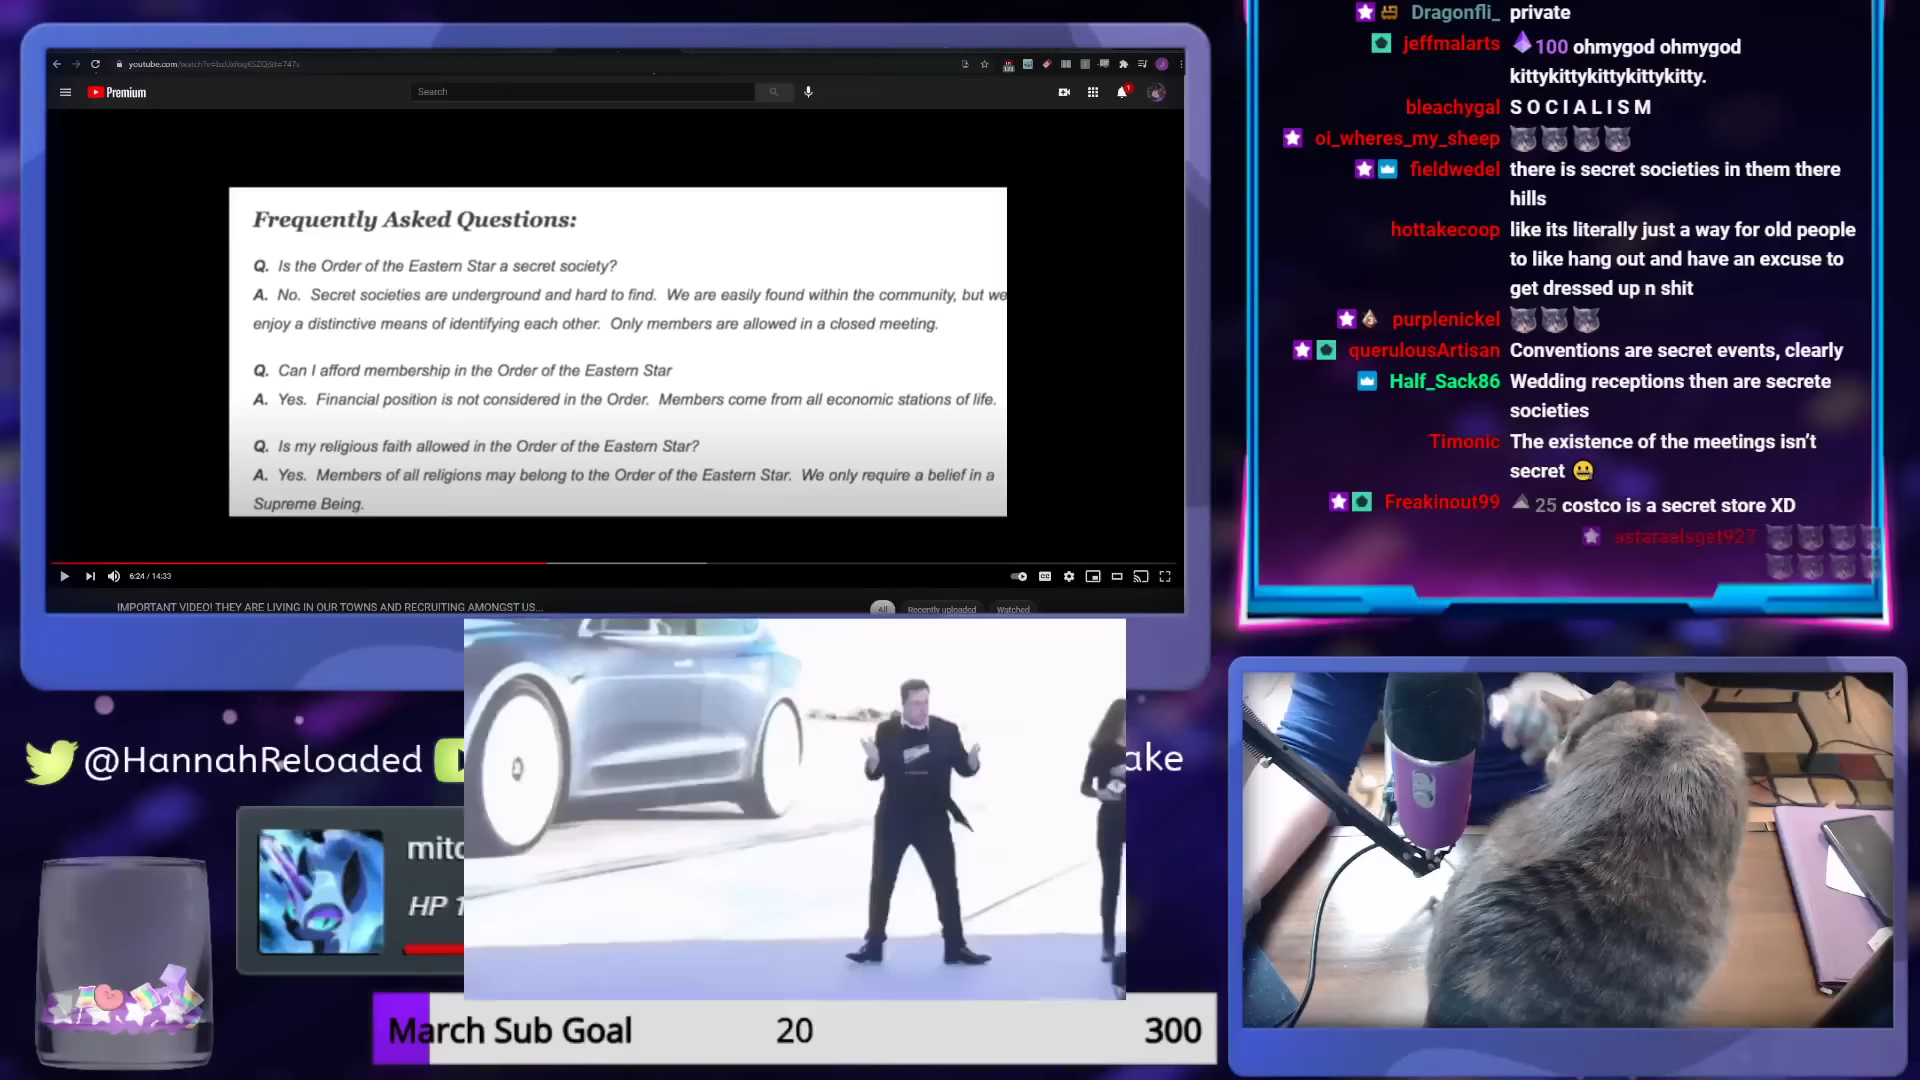 youtube.com/watch?v=bzUxfoqKSZQ&t=747s
Premium
Search
1
Frequently Asked Questions:
Q. Is the Order of the Eastern Star a secret society?
A. No. Secret societies are underground and hard to find. We are easily found within the community, but we
enjoy a distinctive means of identifying each other. Only members are allowed in a closed meeting.
Q. Can I afford membership in the Order of the Eastern Star
A. Yes. Financial position is not considered in the Order. Members come from all economic stations of life.
Q. Is my religious faith allowed in the Order of the Eastern Star?
A. Yes. Members of all religions may belong to the Order of the Eastern Star. We only require a belief in a
Supreme Being.
6:24 / 14:33
IMPORTANT VIDEO! THEY ARE LIVING IN OUR TOWNS AND RECRUITING AMONGST US...
All Recently uploaded Watched
Dragonfli_ private
jeffmalarts 100 ohmygod ohmygod
kittykittykittykittykitty.
bleachygal S O C I A L I S M
oi_wheres_my_sheep
fieldwedel there is secret societies in them there
hills
hottakecoop like its literally just a way for old people
to like hang out and have an excuse to
get dressed up n shit
purplenickel
querulousArtisan Conventions are secret events, clearly
Half_Sack86 Wedding receptions then are secrete
societies
Timonic The existence of the meetings isn't
secret
Freakinout99 25 costco is a secret store XD
astaraelsgat927
@HannahReloaded
ake
mitc
HP 1
March Sub Goal 20 300